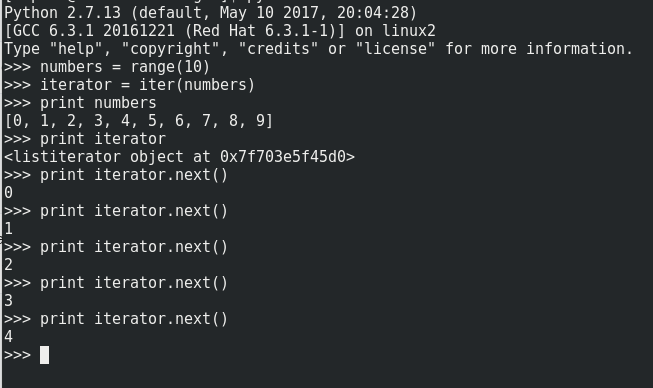 Python 2.7.13 (default, May 10 2017, 20:04:28)
[GCC 6.3.1 20161221 (Red Hat 6.3.1-1)] on linux2
Type "help", "copyright", "credits" or "license" for more information.
>>> numbers = range(10)
>>> iterator = iter(numbers)
>>> print numbers
[0, 1, 2, 3, 4, 5, 6, 7, 8, 9]
>>> print iterator
<listiterator object at 0x7f703e5f45d0>
>>> print iterator.next()
0
>>> print iterator.next()
1
>>> print iterator.next()
2
>>> print iterator.next()
3
>>> print iterator.next()
4
>>>